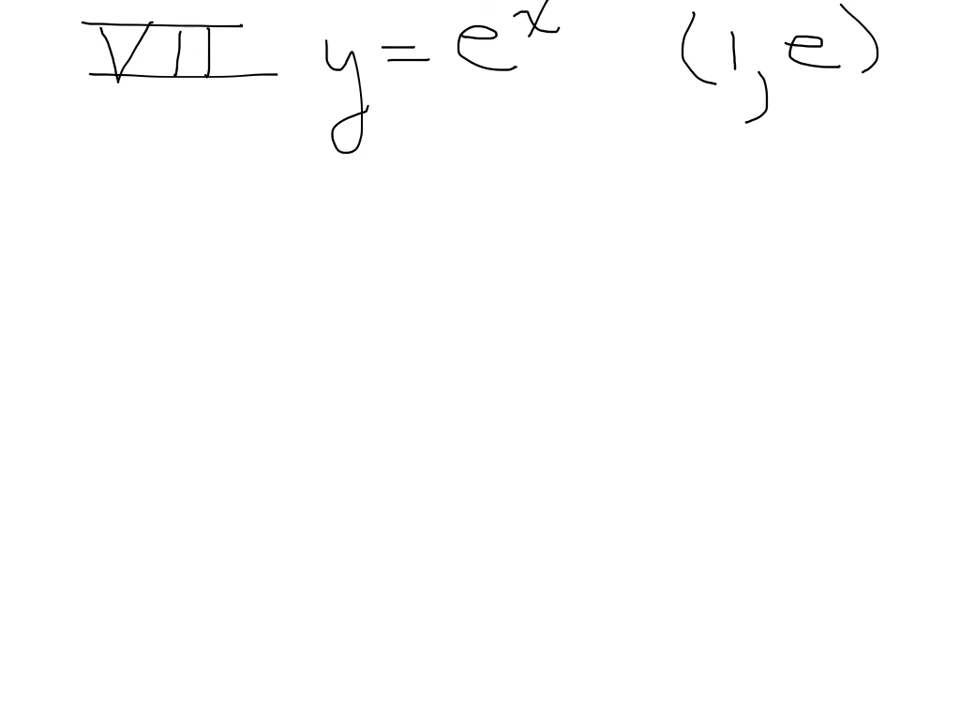 VII y = e^x (1, e)